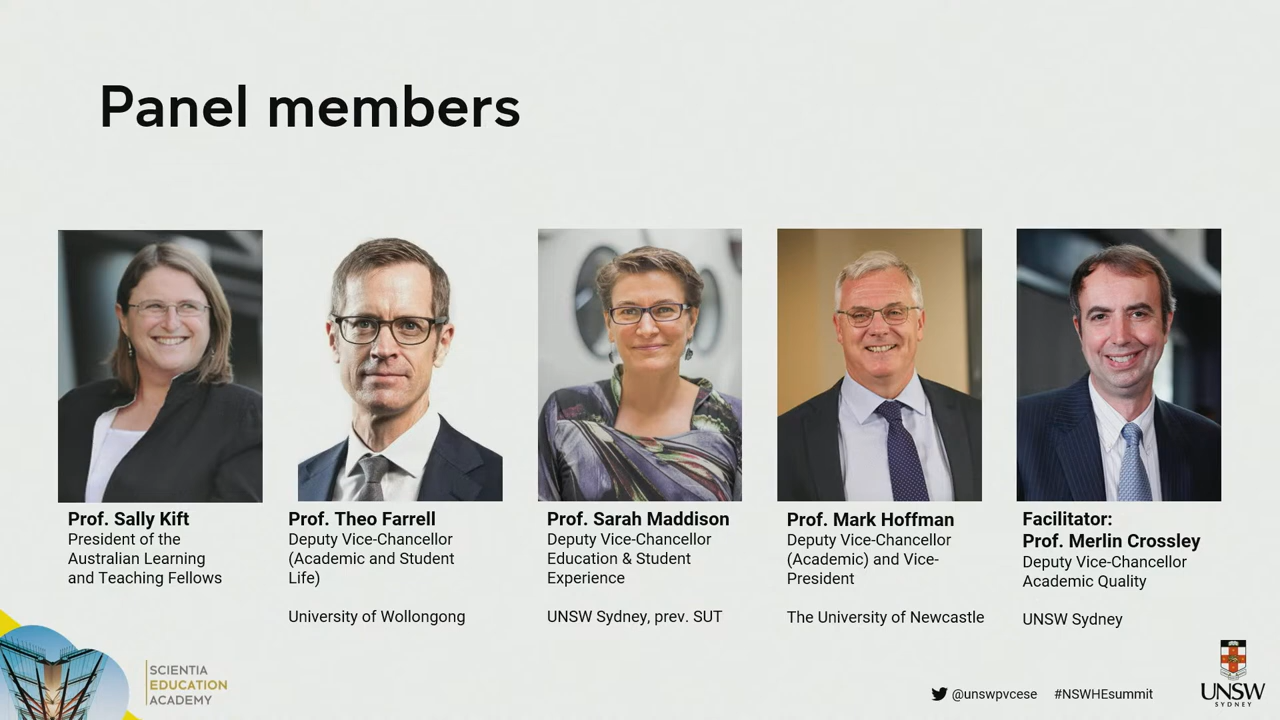 Panel members
Prof. Sally Kift
President of the
Australian Learning
and Teaching Fellows
Prof. Theo Farrell
Deputy Vice-Chancellor
(Academic and Student
Life)
University of Wollongong
Prof. Sarah Maddison
Deputy Vice-Chancellor
Education & Student
Experience
UNSW Sydney, prev. SUT
Prof. Mark Hoffman
Deputy Vice-Chancellor
(Academic) and Vice-
President
The University of Newcastle
Facilitator:
Prof. Merlin Crossley
Deputy Vice-Chancellor
Academic Quality
UNSW Sydney
SCIENTIA
EDUCATION
ACADEMY
@unswpvcese #NSWHEsummit
UNSW
SYDNEY